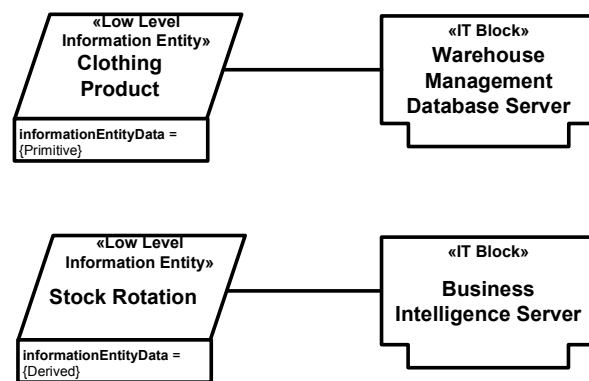 «Low Level
Information Entity»
Clothing
Product
informationEntityData =
{Primitive}
«IT Block»
Warehouse
Management
Database Server
«Low Level
Information Entity»
Stock Rotation
informationEntityData =
{Derived}
«IT Block»
Business
Intelligence Server